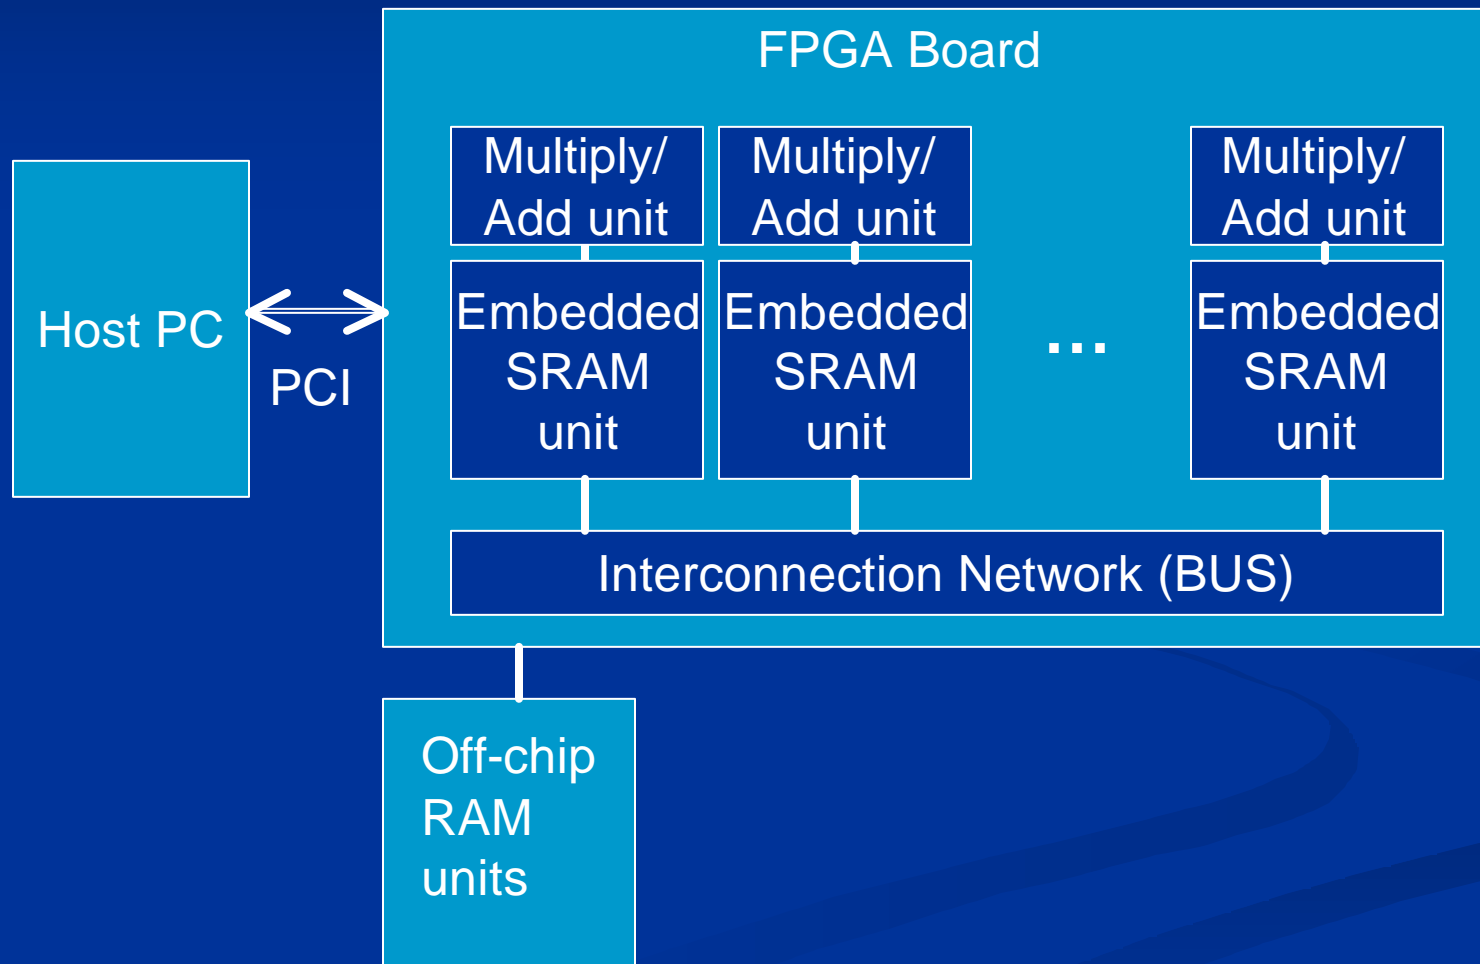 FPGA Board
Multiply/
Add unit
Multiply/
Add unit
Multiply/
Add unit
Host PC
PCI
Embedded
SRAM
unit
Embedded
SRAM
unit
...
Embedded
SRAM
unit
Interconnection Network (BUS)
Off-chip
RAM
units